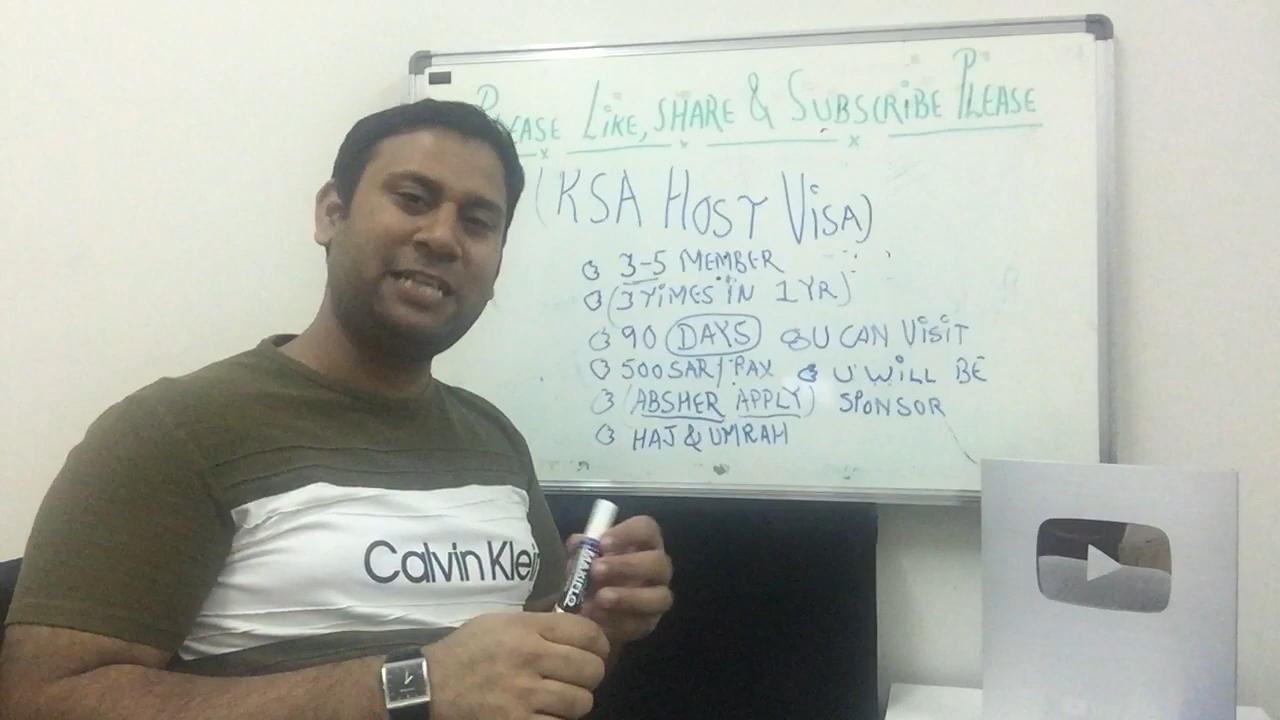 PLEASE LIKE, SHARE & SUBSCRIBE PLEASE
(KSA HOST VISA)
3-5 MEMBER
(3 TIMES IN 1 YR)
90 DAYS U CAN VISIT
500 SAR/ PAX U WILL BE
(ABSHER APPLY) SPONSOR
HAJ & UMRAH
Calvin Klein